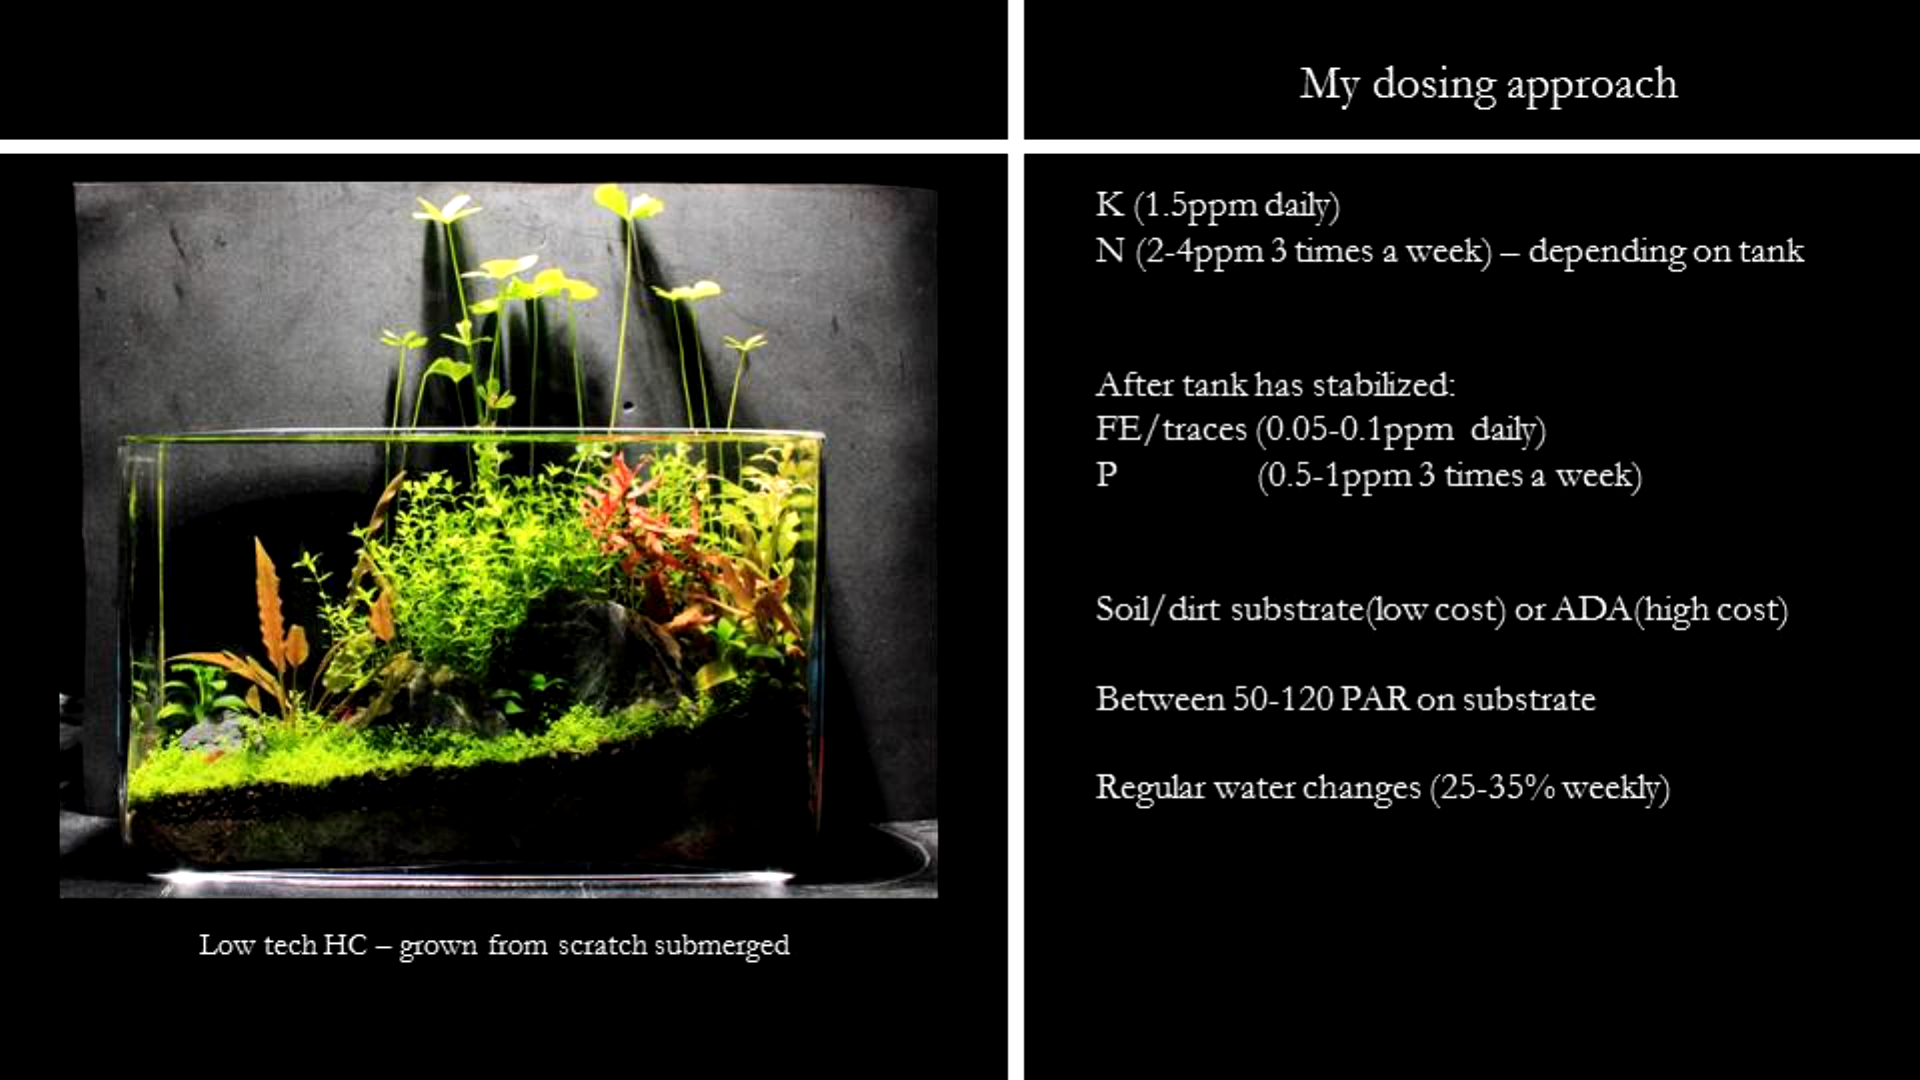 My dosing approach
K (1.5ppm daily)
N (2-4ppm 3 times a week) – depending on tank
After tank has stabilized:
FE/traces (0.05-0.1ppm daily)
P (0.5-1ppm 3 times a week)
Soil/dirt substrate(low cost) or ADA(high cost)
Between 50-120 PAR on substrate
Regular water changes (25-35% weekly)
Low tech HC – grown from scratch submerged